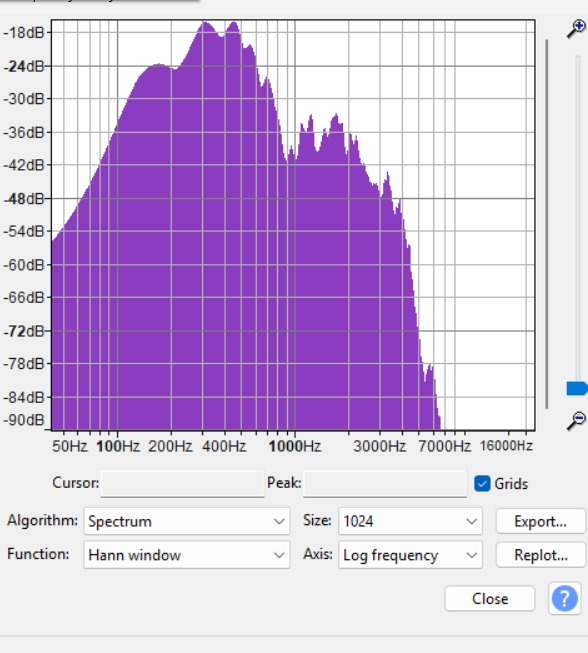 -18dB
-24dB
-30dB
-36dB
-42dB
-48dB
-54dB
-60dB
-66dB
-72dB
-78dB
-84dB
-90dB
50Hz 100Hz 200Hz 400Hz 1000Hz 3000Hz 7000Hz 16000Hz
Cursor: Peak: Grids
Algorithm: Spectrum Size: 1024 Export...
Function: Hann window Axis: Log frequency Replot...
Close ?